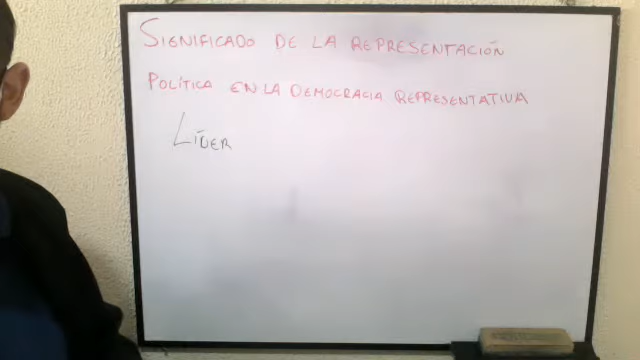 SIGNIFICADO DE LA REPRESENTACIÓN
POLÍTICA EN LA DEMOCRACIA REPRESENTATIVA
LÍDER